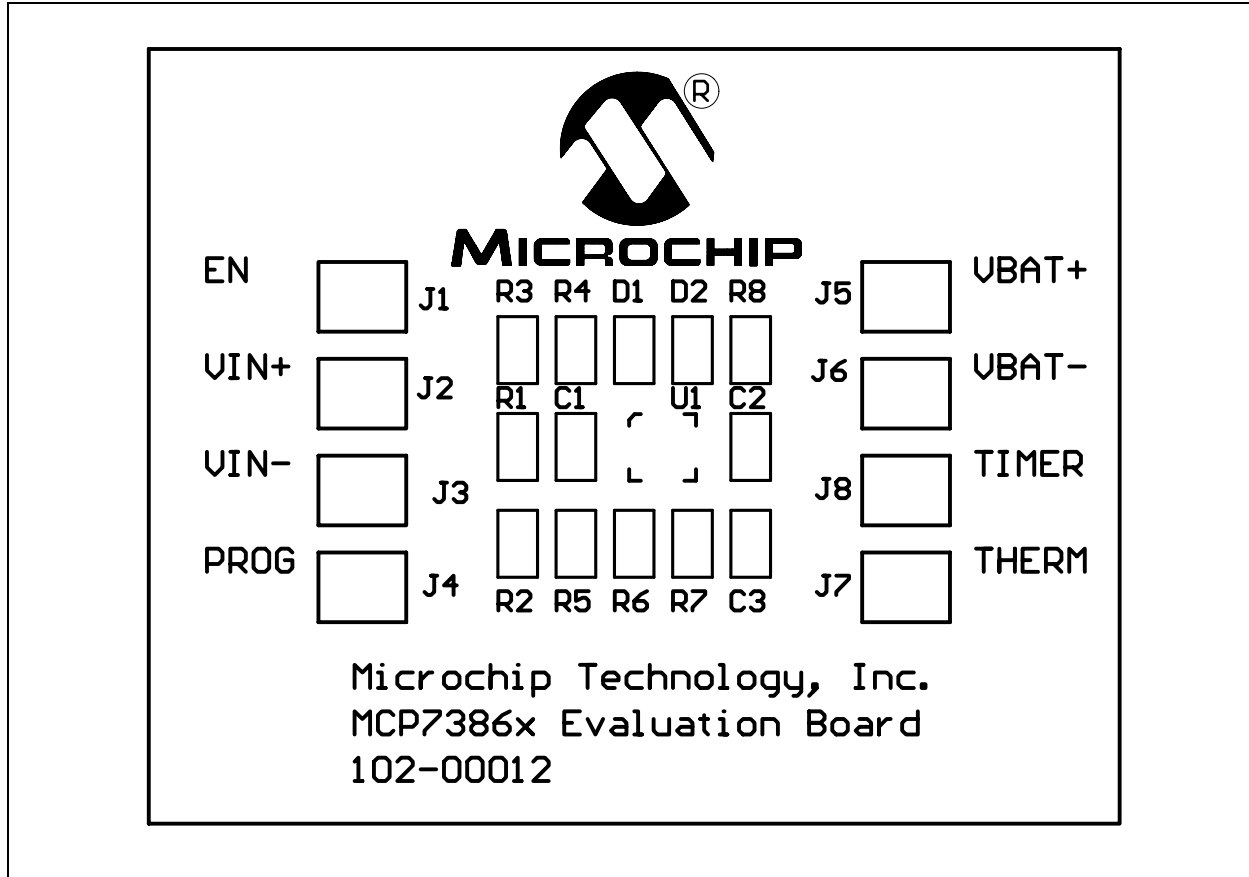 ®
MICROCHIP
EN J1 R3 R4 D1 D2 R8 J5 VBAT+
VIN+ J2 R1 C1 U1 C2 J6 VBAT-
VIN- J3 J8 TIMER
PROG J4 R2 R5 R6 R7 C3 J7 THERM
Microchip Technology, Inc.
MCP7386x Evaluation Board
102-00012